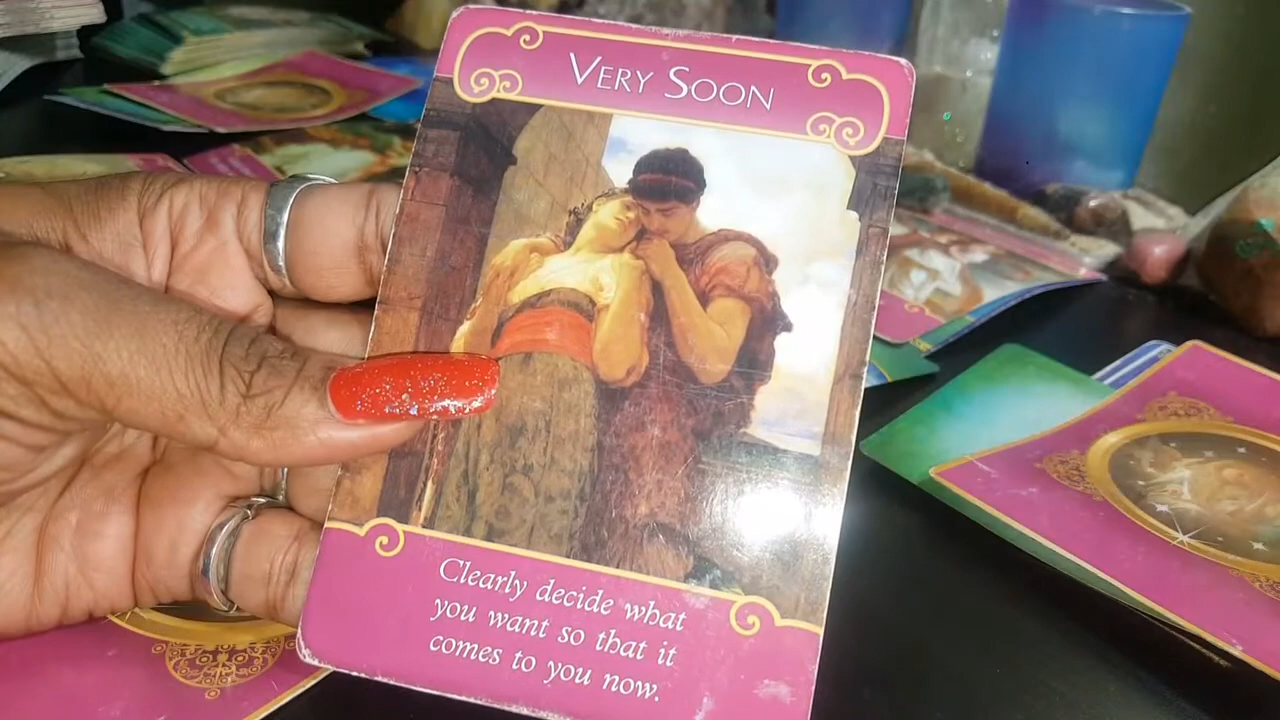 VERY SOON
Clearly decide what
you want so that it
comes to you now.